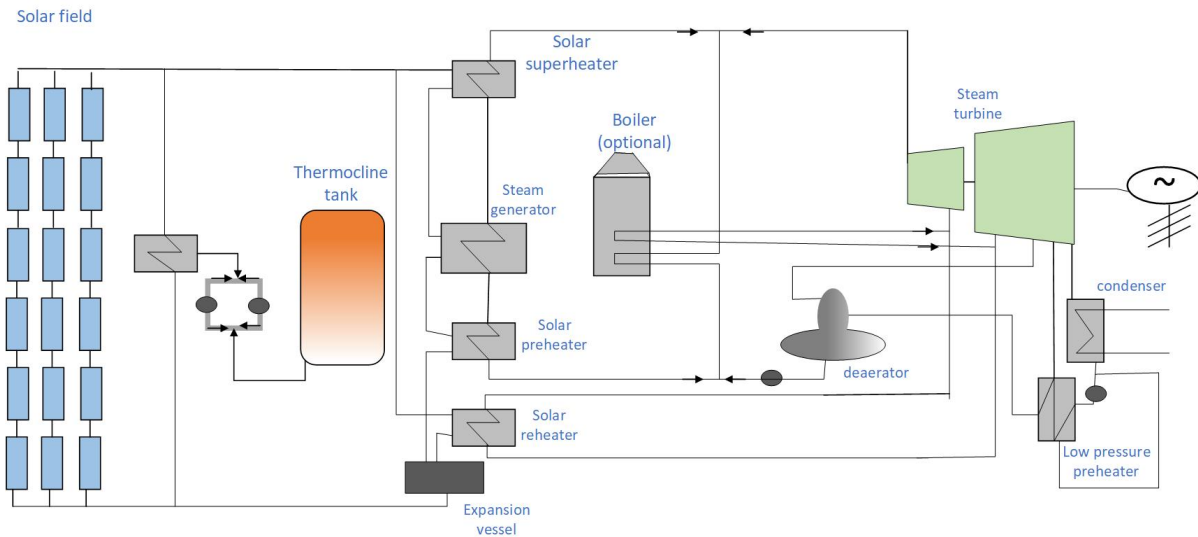 Solar field
Solar
superheater
Boiler
(optional)
Steam
turbine
Thermocline
tank
Steam
generator
~
condenser
Solar
preheater
deaerator
Solar
reheater
Low pressure
preheater
Expansion
vessel